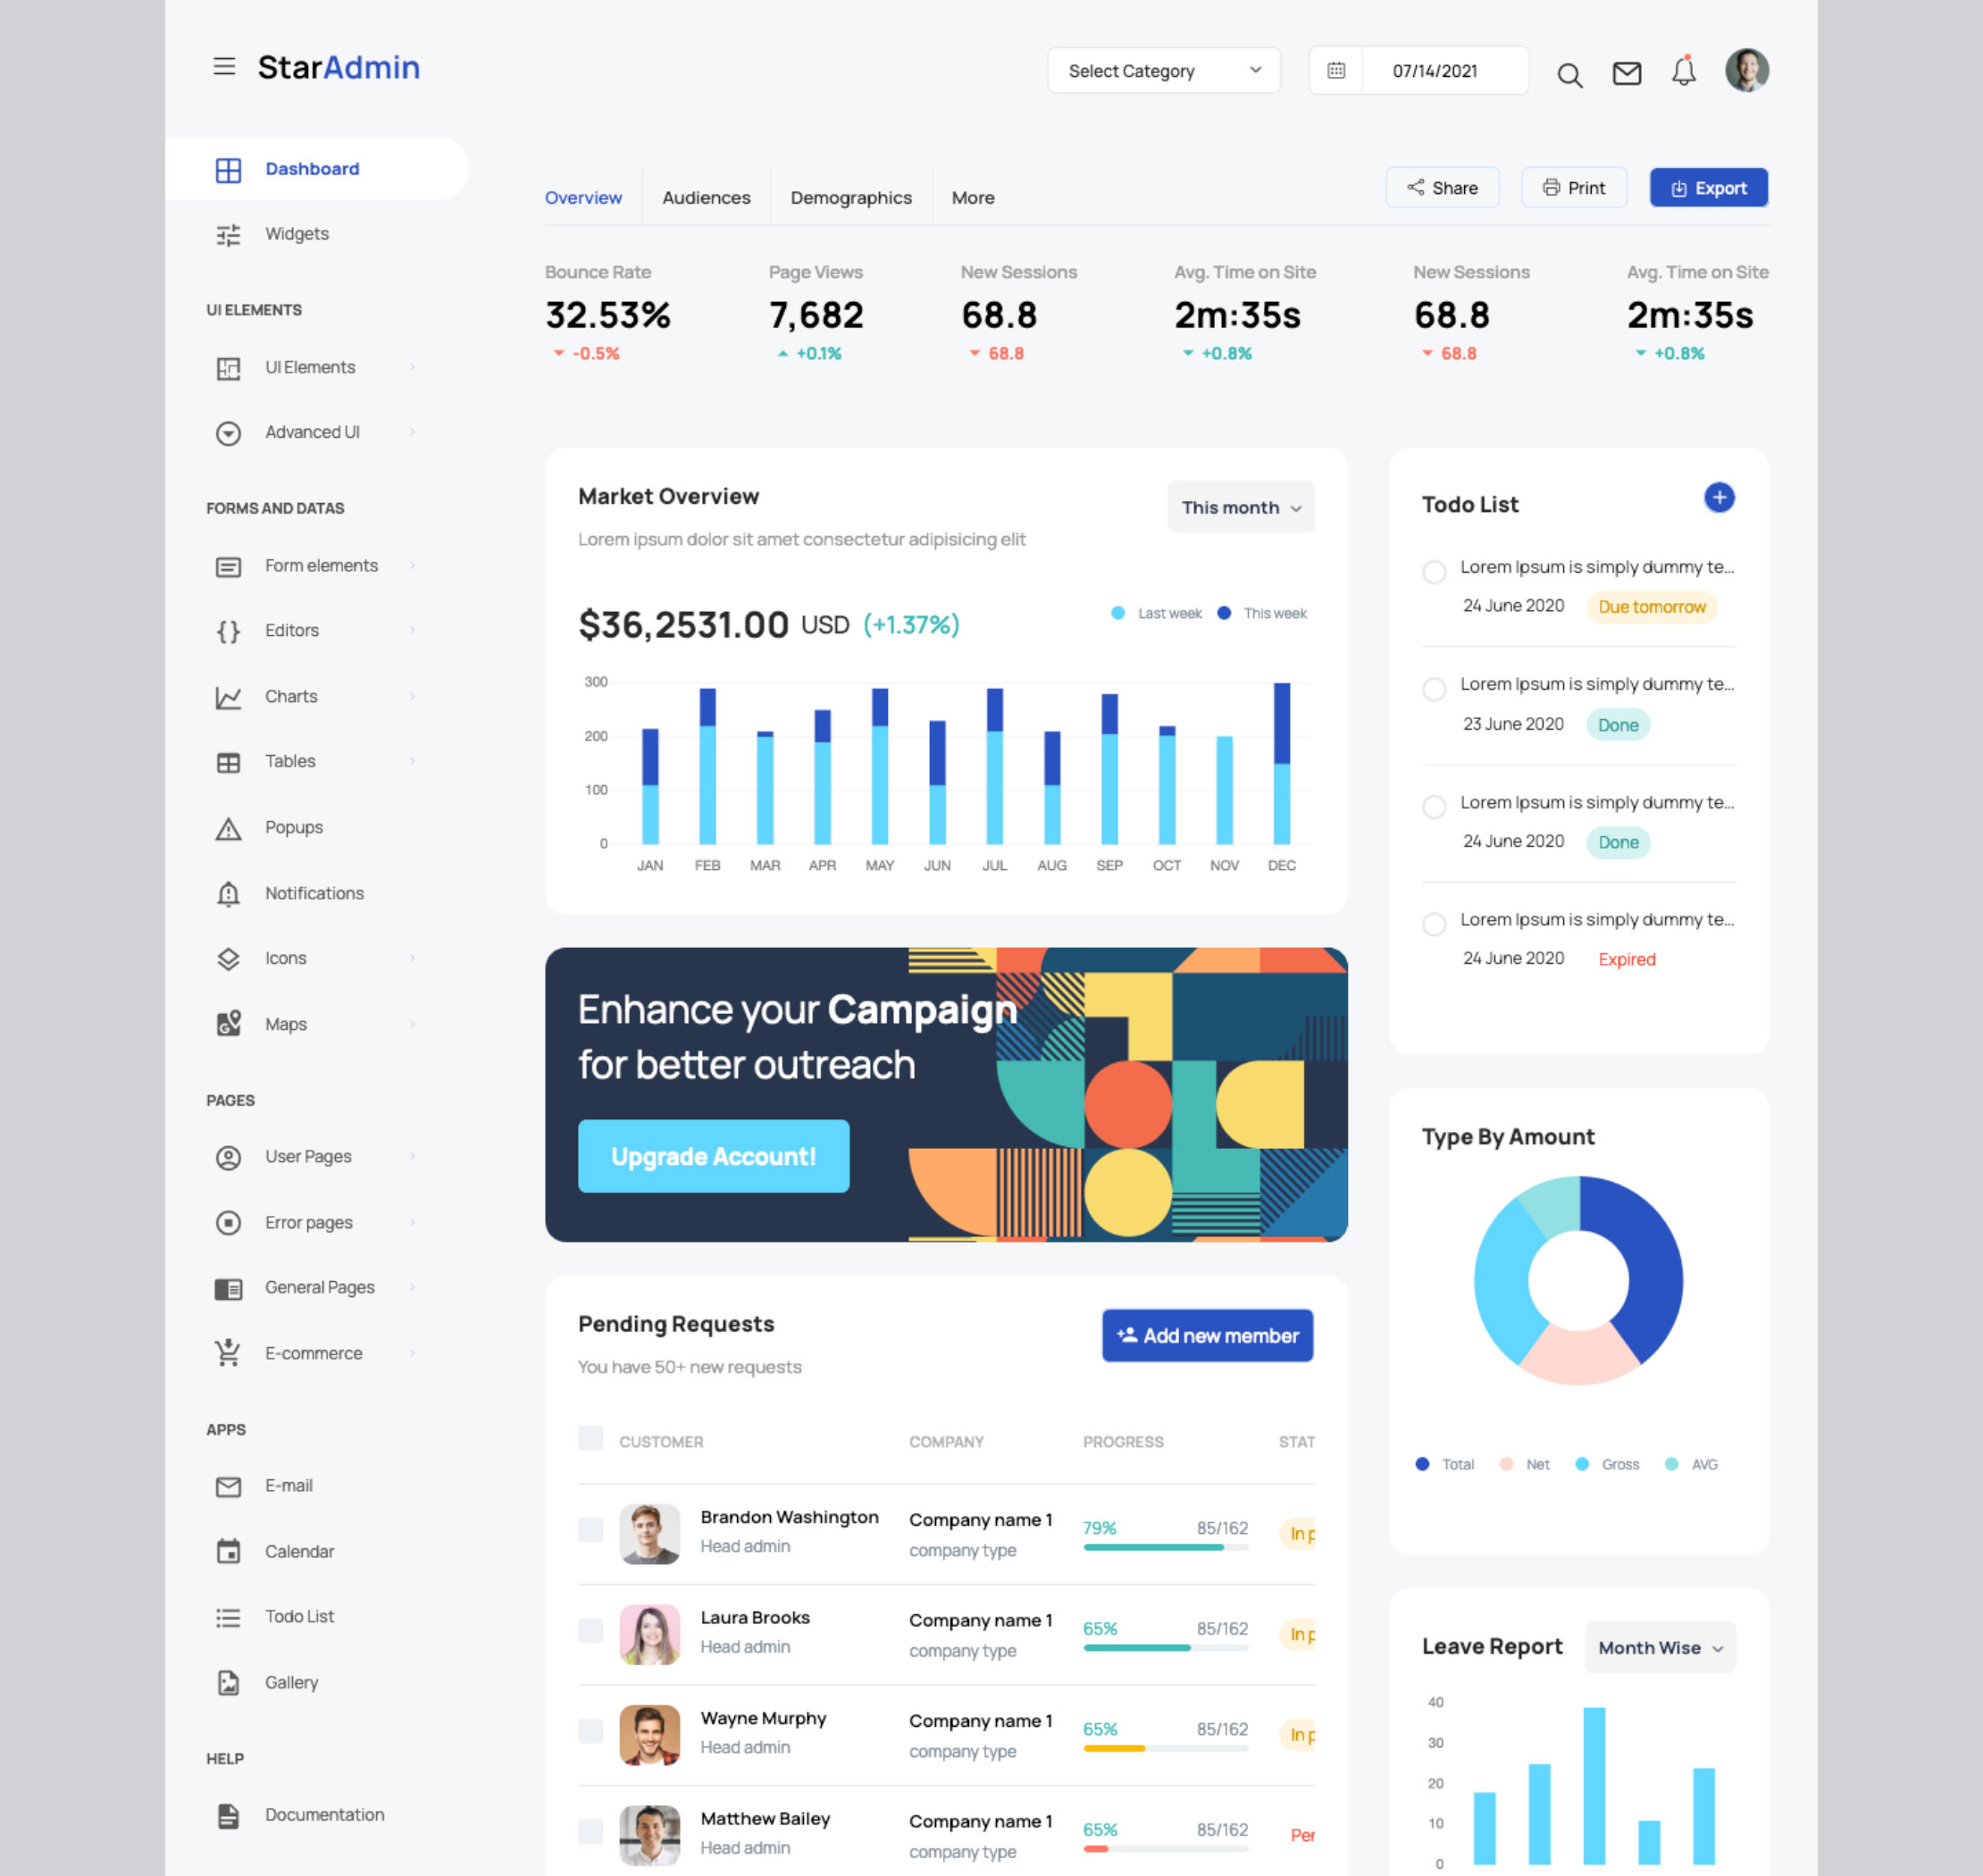 StarAdmin
Select Category
07/14/2021
Dashboard
Widgets
UI ELEMENTS
UI Elements
Advanced UI
FORMS AND DATAS
Form elements
Editors
Charts
Tables
Popups
Notifications
Icons
Maps
PAGES
User Pages
Error pages
General Pages
E-commerce
APPS
E-mail
Calendar
Todo List
Gallery
HELP
Documentation
Overview Audiences Demographics More
Share Print Export
Bounce Rate Page Views New Sessions Avg. Time on Site New Sessions Avg. Time on Site
32.53% 7,682 68.8 2m:35s 68.8 2m:35s
-0.5% +0.1% 68.8 +0.8% 68.8 +0.8%
Market Overview
This month
Lorem ipsum dolor sit amet consectetur adipisicing elit
$36,2531.00 USD (+1.37%)
Last week This week
300
200
100
0
JAN FEB MAR APR MAY JUN JUL AUG SEP OCT NOV DEC
Enhance your Campaign
for better outreach
Upgrade Account!
Pending Requests
Add new member
You have 50+ new requests
CUSTOMER COMPANY PROGRESS STAT
Brandon Washington Company name 1 79% 85/162 In p
Head admin company type
Laura Brooks Company name 1 65% 85/162 In p
Head admin company type
Wayne Murphy Company name 1 65% 85/162 In p
Head admin company type
Matthew Bailey Company name 1 65% 85/162 Per
Head admin company type
Todo List
Lorem Ipsum is simply dummy te...
24 June 2020 Due tomorrow
Lorem Ipsum is simply dummy te...
23 June 2020 Done
Lorem Ipsum is simply dummy te...
24 June 2020 Done
Lorem Ipsum is simply dummy te...
24 June 2020 Expired
Type By Amount
Total Net Gross AVG
Leave Report
Month Wise
40
30
20
10
0